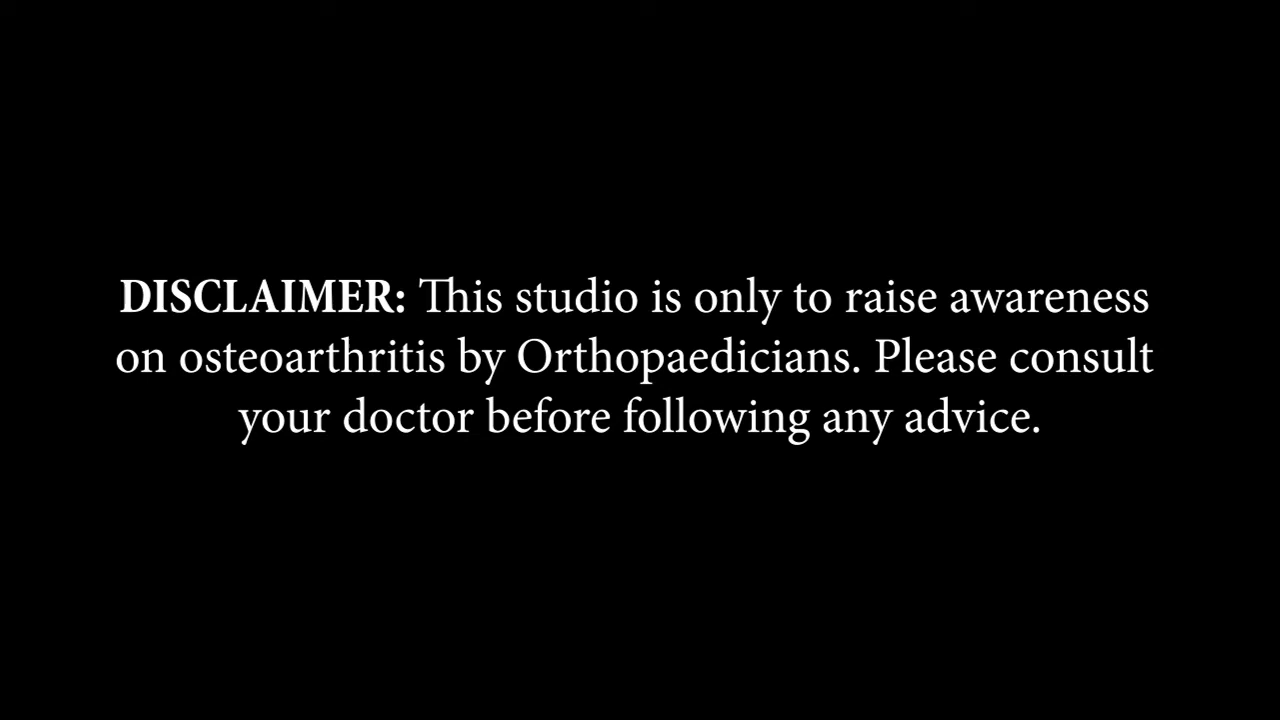 DISCLAIMER: This studio is only to raise awareness
on osteoarthritis by Orthopaedicians. Please consult
your doctor before following any advice.